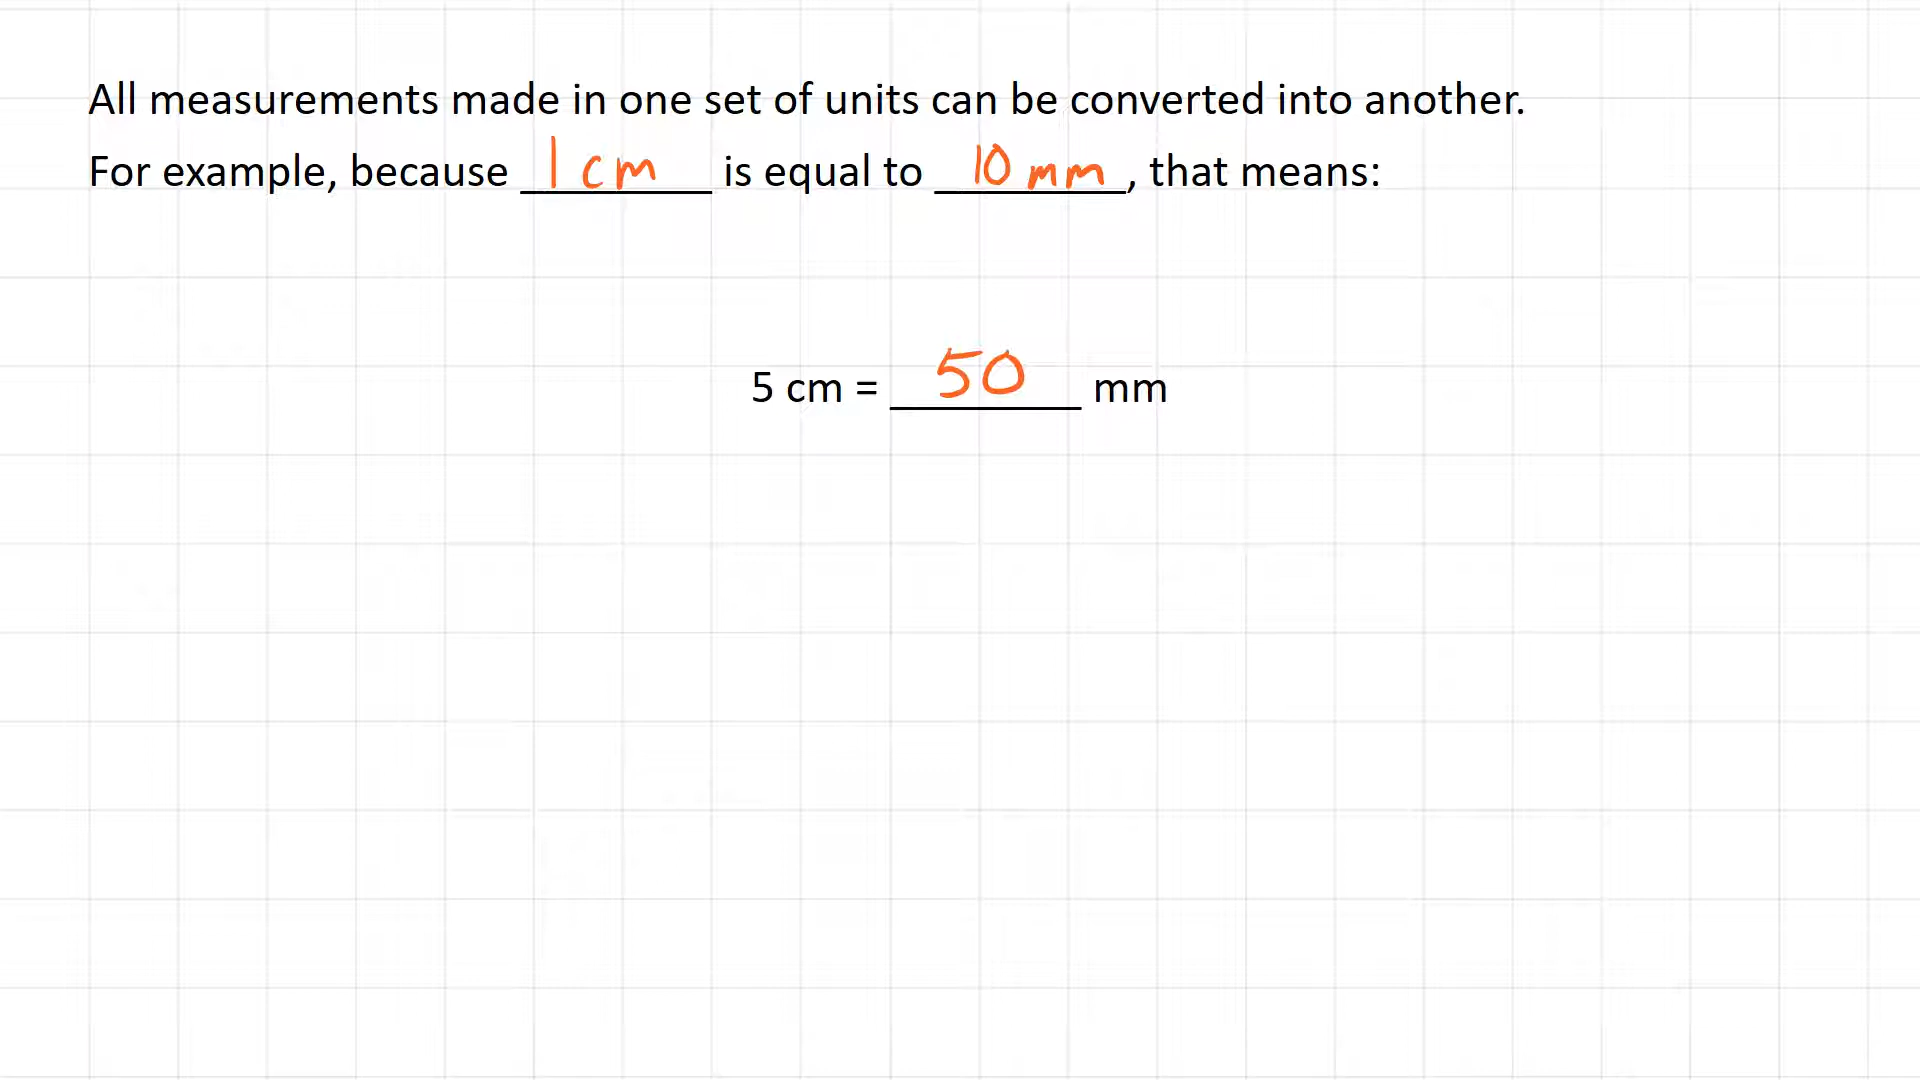 All measurements made in one set of units can be converted into another.
For example, because 1 cm is equal to 10 mm, that means:
5 cm = 50 mm